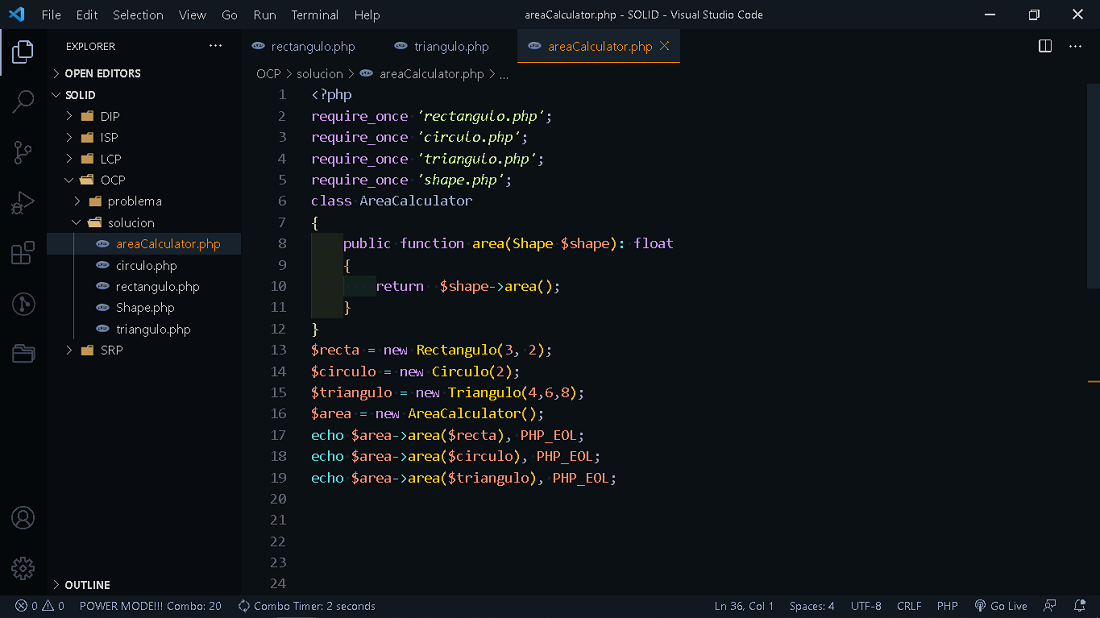 File Edit Selection View Go Run Terminal Help areaCalculator.php - SOLID - Visual Studio Code
EXPLORER ...
OPEN EDITORS
SOLID
DIP
ISP
LCP
OCP
problema
solucion
areaCalculator.php
circulo.php
rectangulo.php
Shape.php
triangulo.php
SRP
OUTLINE
rectangulo.php triangulo.php areaCalculator.php
OCP > solucion > areaCalculator.php > ...
1 <?php
2 require_once 'rectangulo.php';
3 require_once 'circulo.php';
4 require_once 'triangulo.php';
5 require_once 'shape.php';
6 class AreaCalculator
7 {
8 public function area(Shape $shape): float
9 {
10 return $shape->area();
11 }
12 }
13 $recta = new Rectangulo(3, 2);
14 $circulo = new Circulo(2);
15 $triangulo = new Triangulo(4,6,8);
16 $area = new AreaCalculator();
17 echo $area->area($recta), PHP_EOL;
18 echo $area->area($circulo), PHP_EOL;
19 echo $area->area($triangulo), PHP_EOL;
20
21
22
23
24
0 0 POWER MODE!!! Combo: 20 Combo Timer: 2 seconds Ln 36, Col 1 Spaces: 4 UTF-8 CRLF PHP Go Live